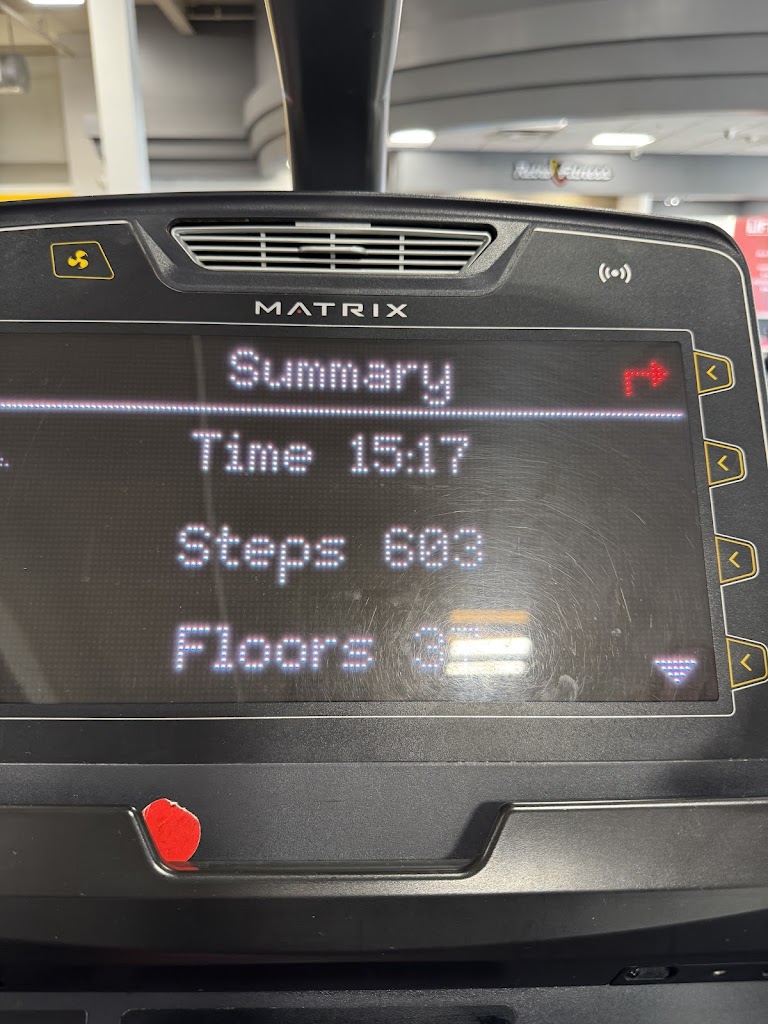 MATRIX
Summary
Time 15:17
Steps 603
Floors